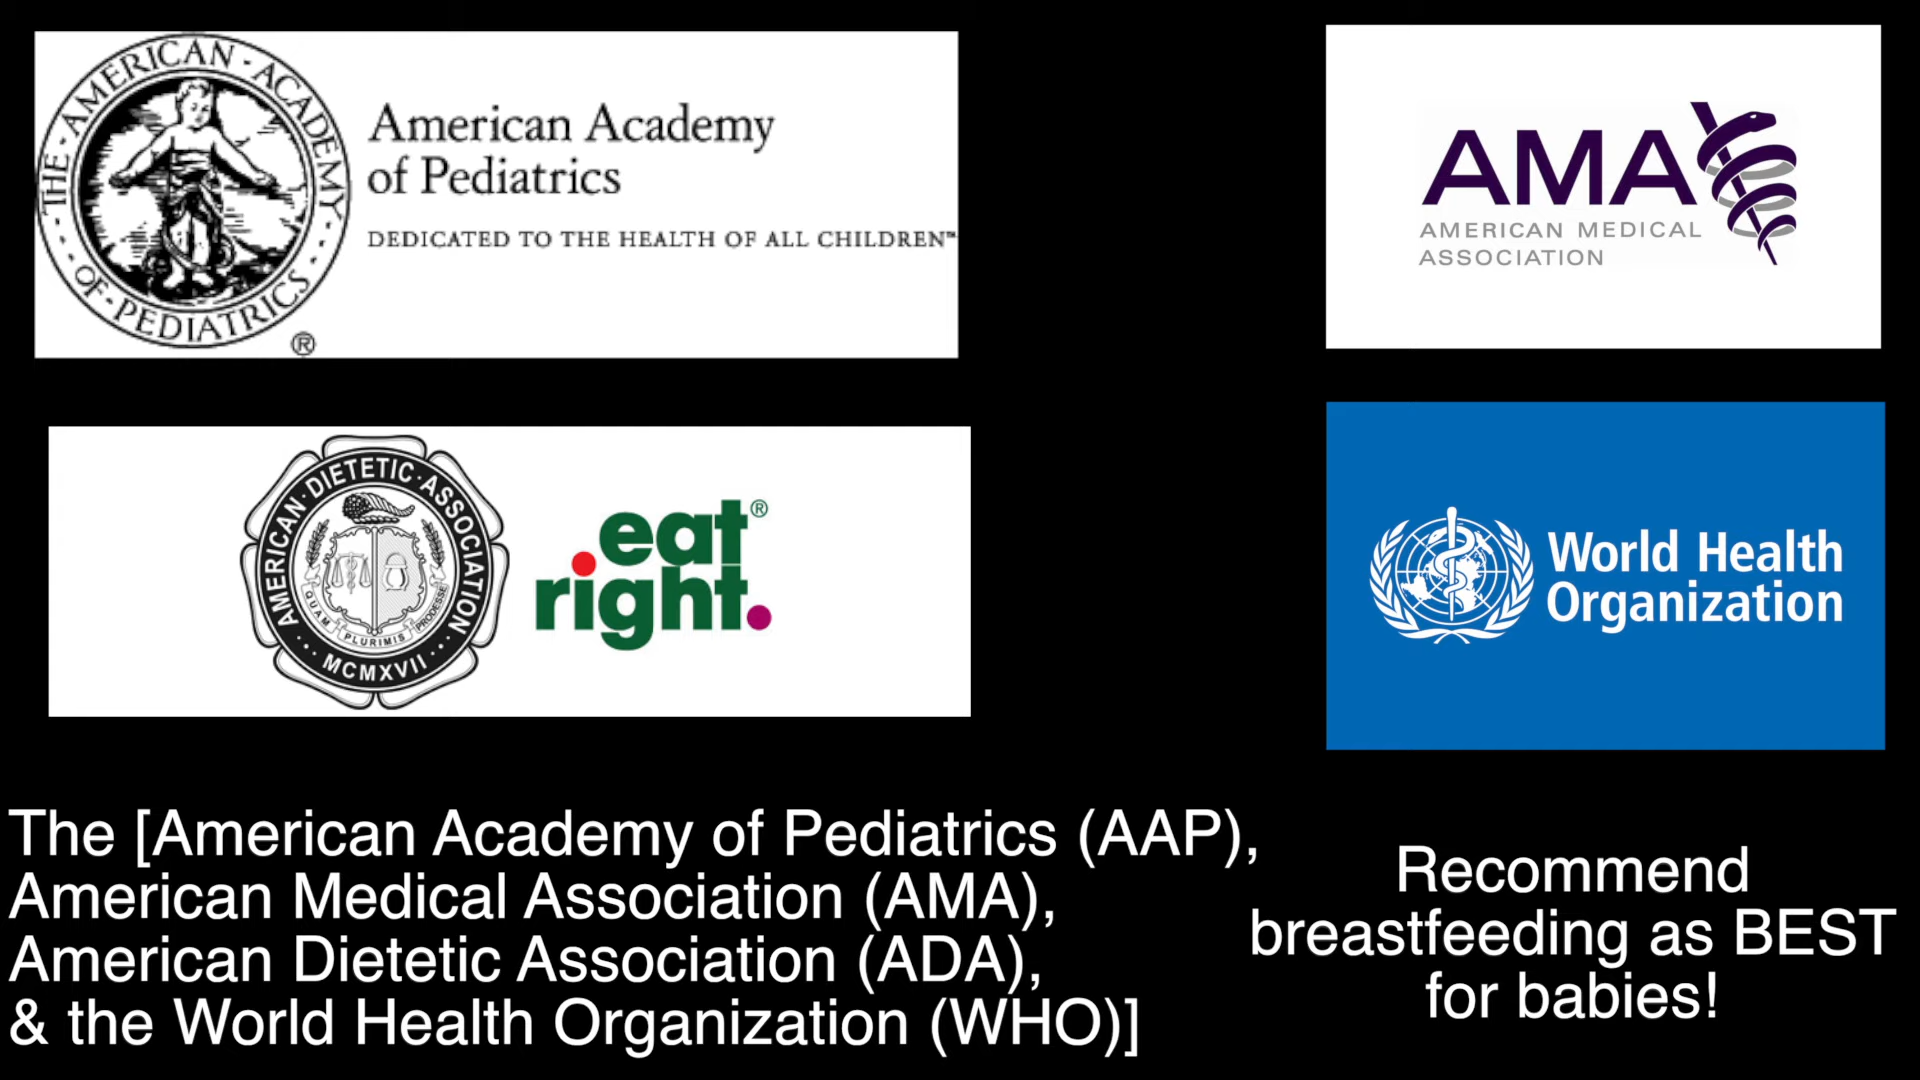 THE · AMERICAN · ACADEMY · OF · PEDIATRICS ®
American Academy
of Pediatrics
DEDICATED TO THE HEALTH OF ALL CHILDREN™
AMA
AMERICAN MEDICAL
ASSOCIATION
AMERICAN · DIETETIC · ASSOCIATION
QUAM PLURIMIS PRODESSE
MCMXVII
eat®
right.
World Health
Organization
The [American Academy of Pediatrics (AAP),
American Medical Association (AMA),
American Dietetic Association (ADA),
& the World Health Organization (WHO)]
Recommend
breastfeeding as BEST
for babies!